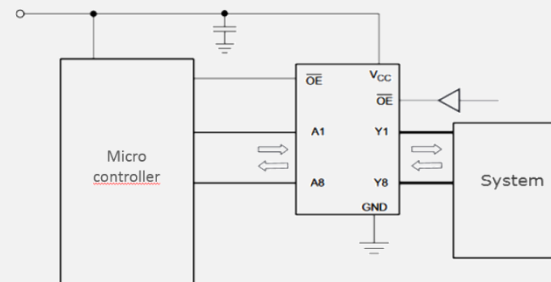 Micro
controller
OE
VCC
OE
A1
Y1
A8
Y8
GND
System